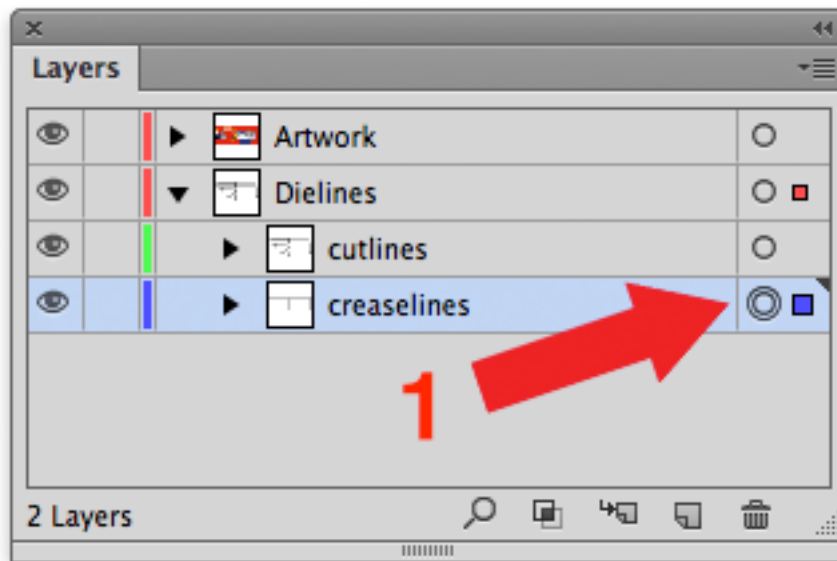 Layers
Artwork
Dielines
cutlines
creaselines
1
2 Layers